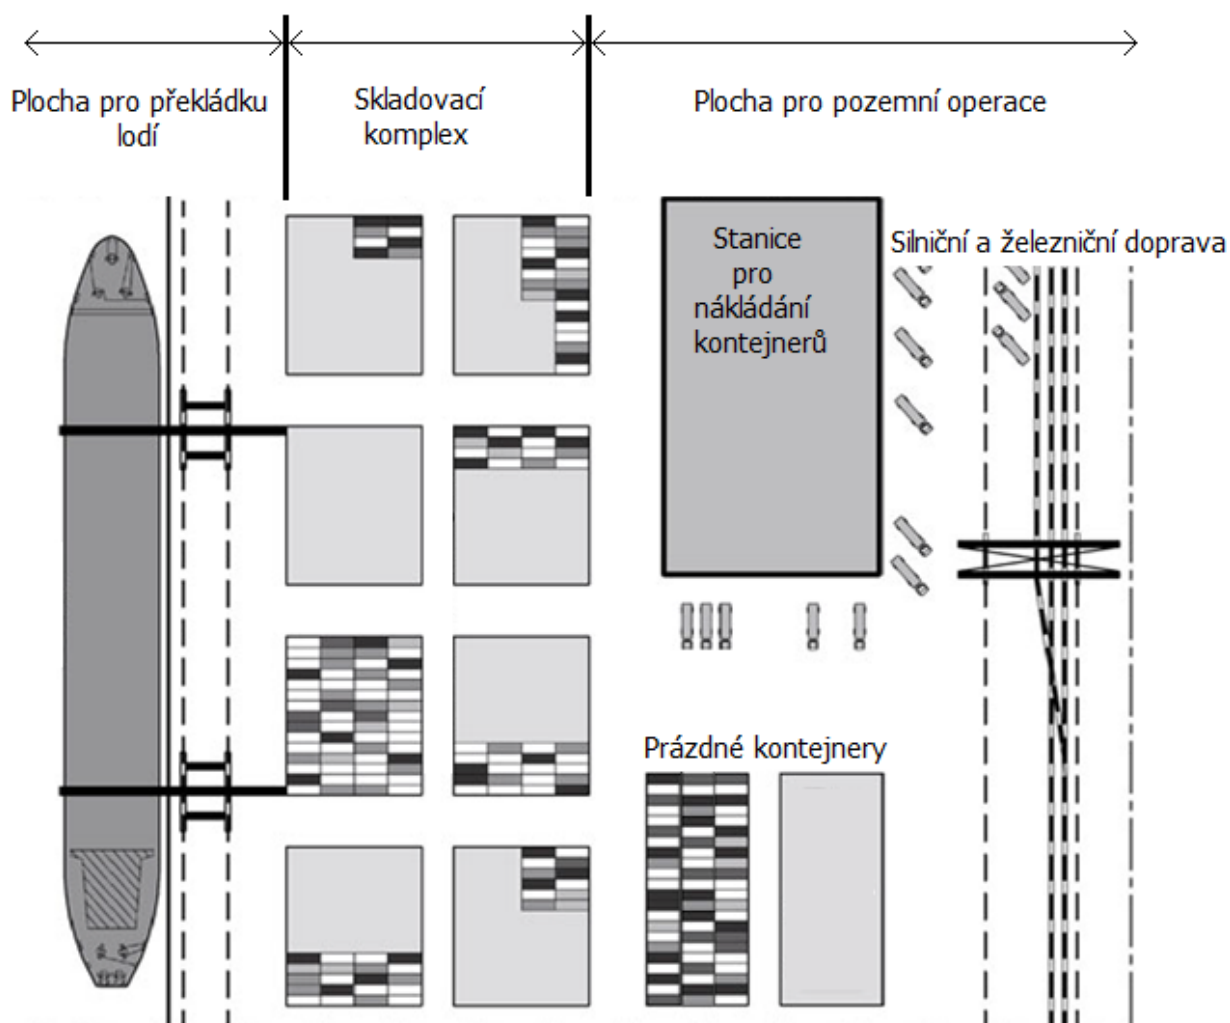 Plocha pro překládku
lodí
Skladovací
komplex
Plocha pro pozemní operace
Stanice
pro
nákládání
kontejnerů
Silniční a železniční doprava
Prázdné kontejnery